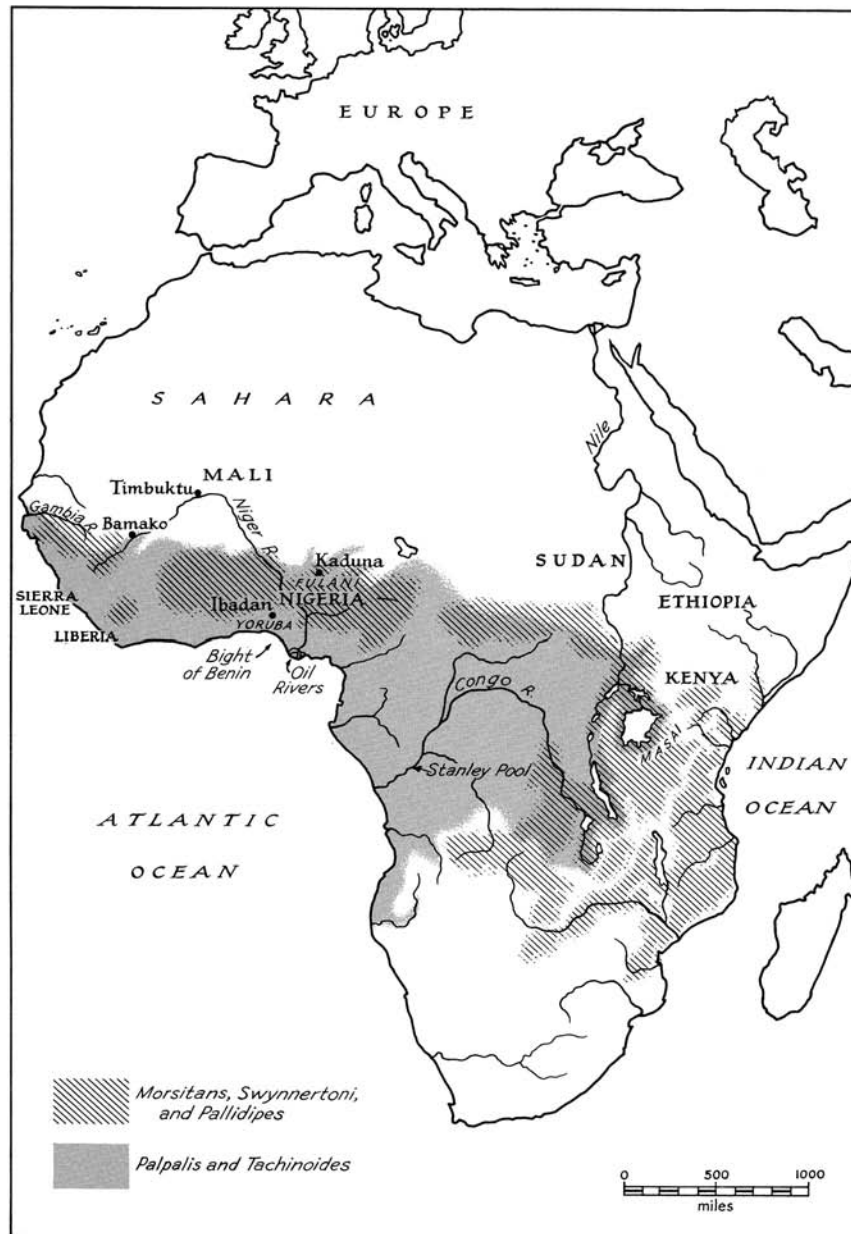 EUROPE
SAHARA
Nile
Timbuktu
MALI
Gambia R.
Bamako
Niger R.
Kaduna
FULANI
SUDAN
SIERRA
LEONE
Ibadan
NIGERIA
YORUBA
ETHIOPIA
LIBERIA
Bight
of Benin
Oil
Rivers
Congo R.
KENYA
MASAI
Stanley Pool
INDIAN
OCEAN
ATLANTIC
OCEAN
Morsitans, Swynnertoni,
and Pallidipes
Palpalis and Tachinoides
0 500 1000
miles